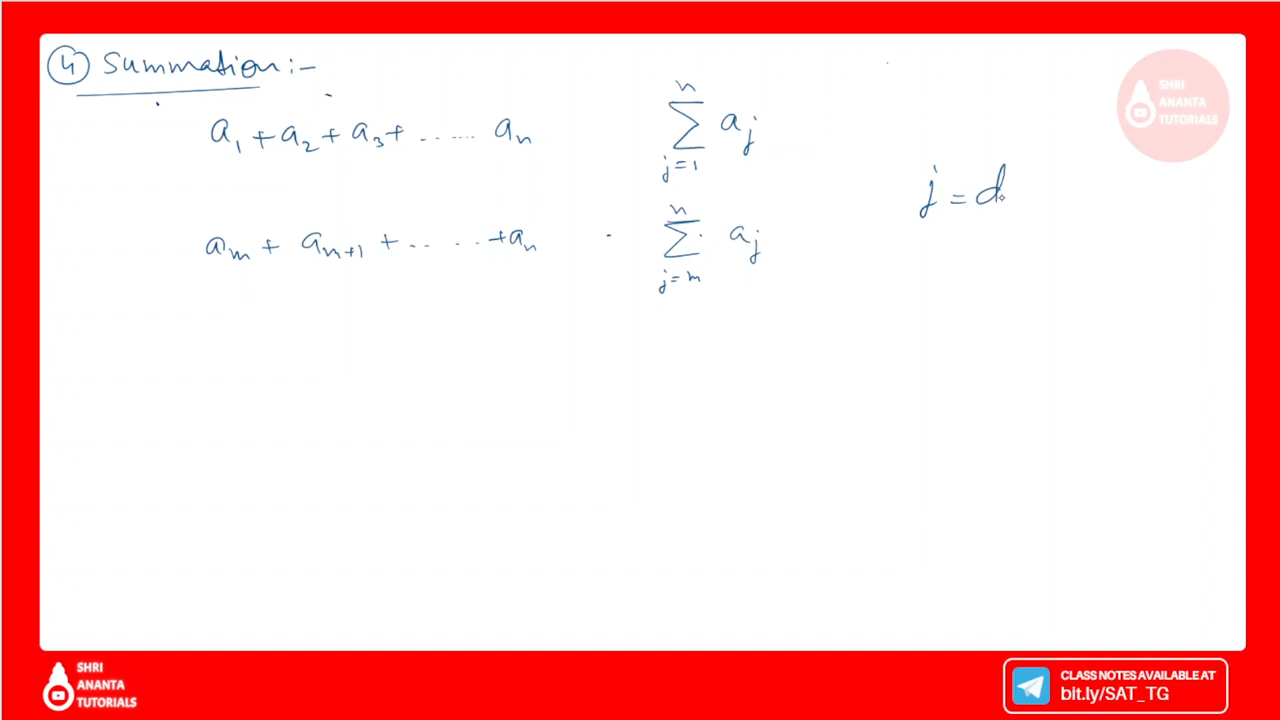 ④ Summation :-
a₁ + a₂ + a₃ + ...... aₙ
n
∑ aⱼ
j=1
j = d
aₘ + aₙ₊₁ + ..... + aₙ
n
∑ aⱼ
j=m
SHRI
ANANTA
TUTORIALS
SHRI
ANANTA
TUTORIALS
CLASS NOTES AVAILABLE AT
bit.ly/SAT_TG